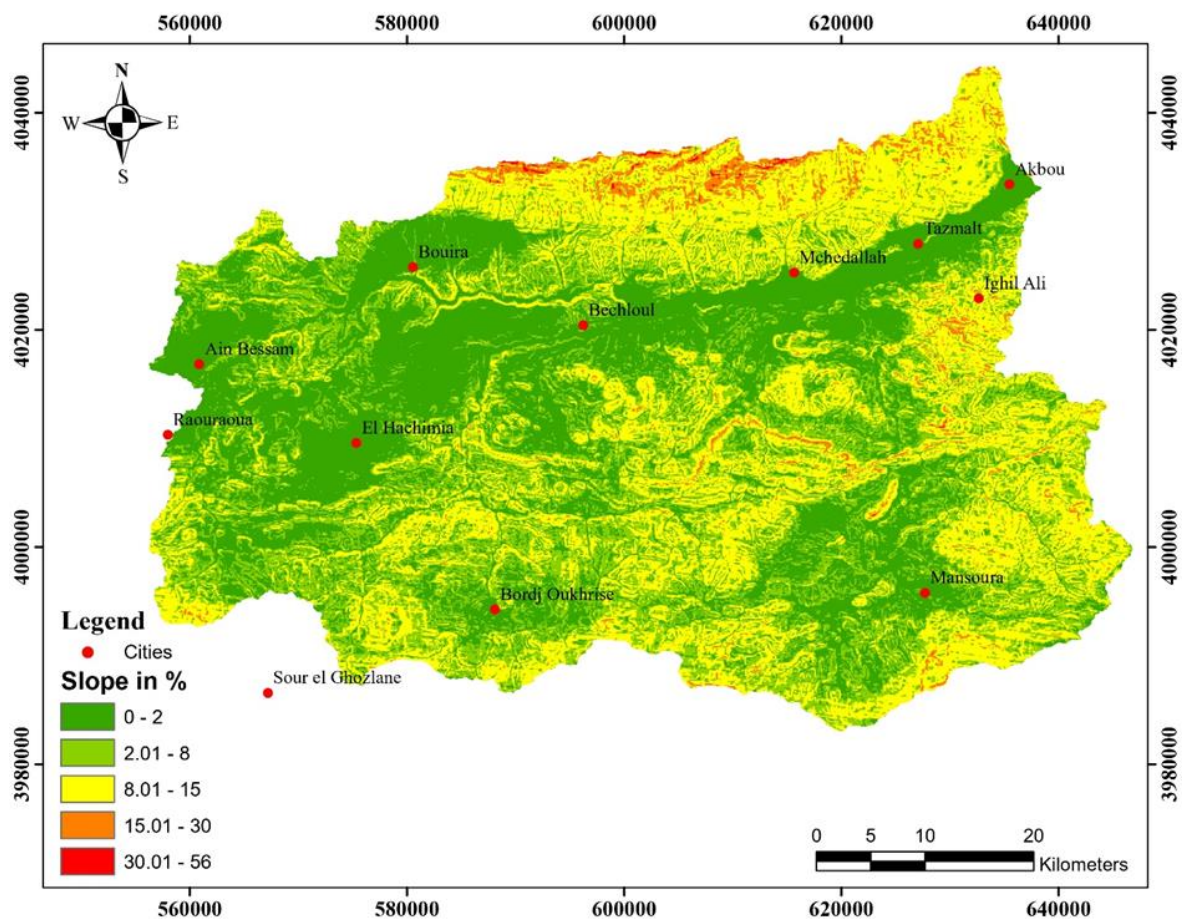 560000 580000 600000 620000 640000
N
W E
S
4040000 4040000
Akbou
Tazmalt
Bouira
Mchedallah
Ighil Ali
Bechloul
4020000 4020000
Ain Bessam
Raouraoua
El Hachimia
4000000 4000000
Mansoura
Bordj Oukhrise
Legend
Cities
Sour el Ghozlane
Slope in %
0 - 2
2.01 - 8
3980000 3980000
8.01 - 15
15.01 - 30
0 5 10 20
30.01 - 56
Kilometers
560000 580000 600000 620000 640000